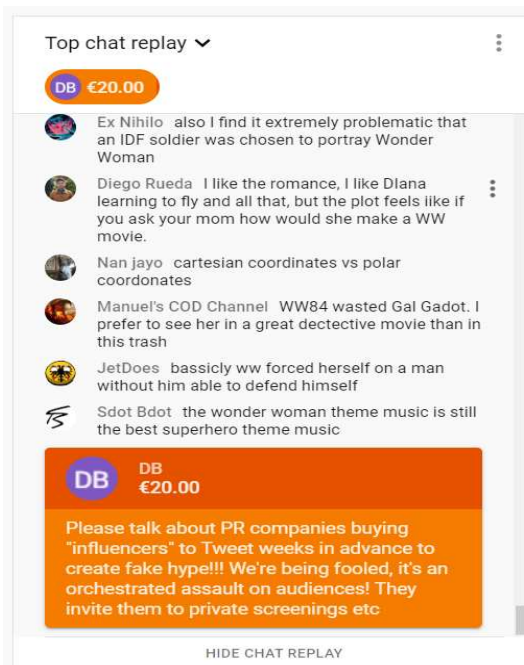 Top chat replay
DB €20.00
Ex Nihilo also I find it extremely problematic that
an IDF soldier was chosen to portray Wonder
Woman
Diego Rueda I like the romance, I like DIana
learning to fly and all that, but the plot feels iike if
you ask your mom how would she make a WW
movie.
Nan jayo cartesian coordinates vs polar
coordonates
Manuel's COD Channel WW84 wasted Gal Gadot. I
prefer to see her in a great dectective movie than in
this trash
JetDoes bassicly ww forced herself on a man
without him able to defend himself
Sdot Bdot the wonder woman theme music is still
the best superhero theme music
DB
DB
€20.00
Please talk about PR companies buying
"influencers" to Tweet weeks in advance to
create fake hype!!! We're being fooled, it's an
orchestrated assault on audiences! They
invite them to private screenings etc
HIDE CHAT REPLAY